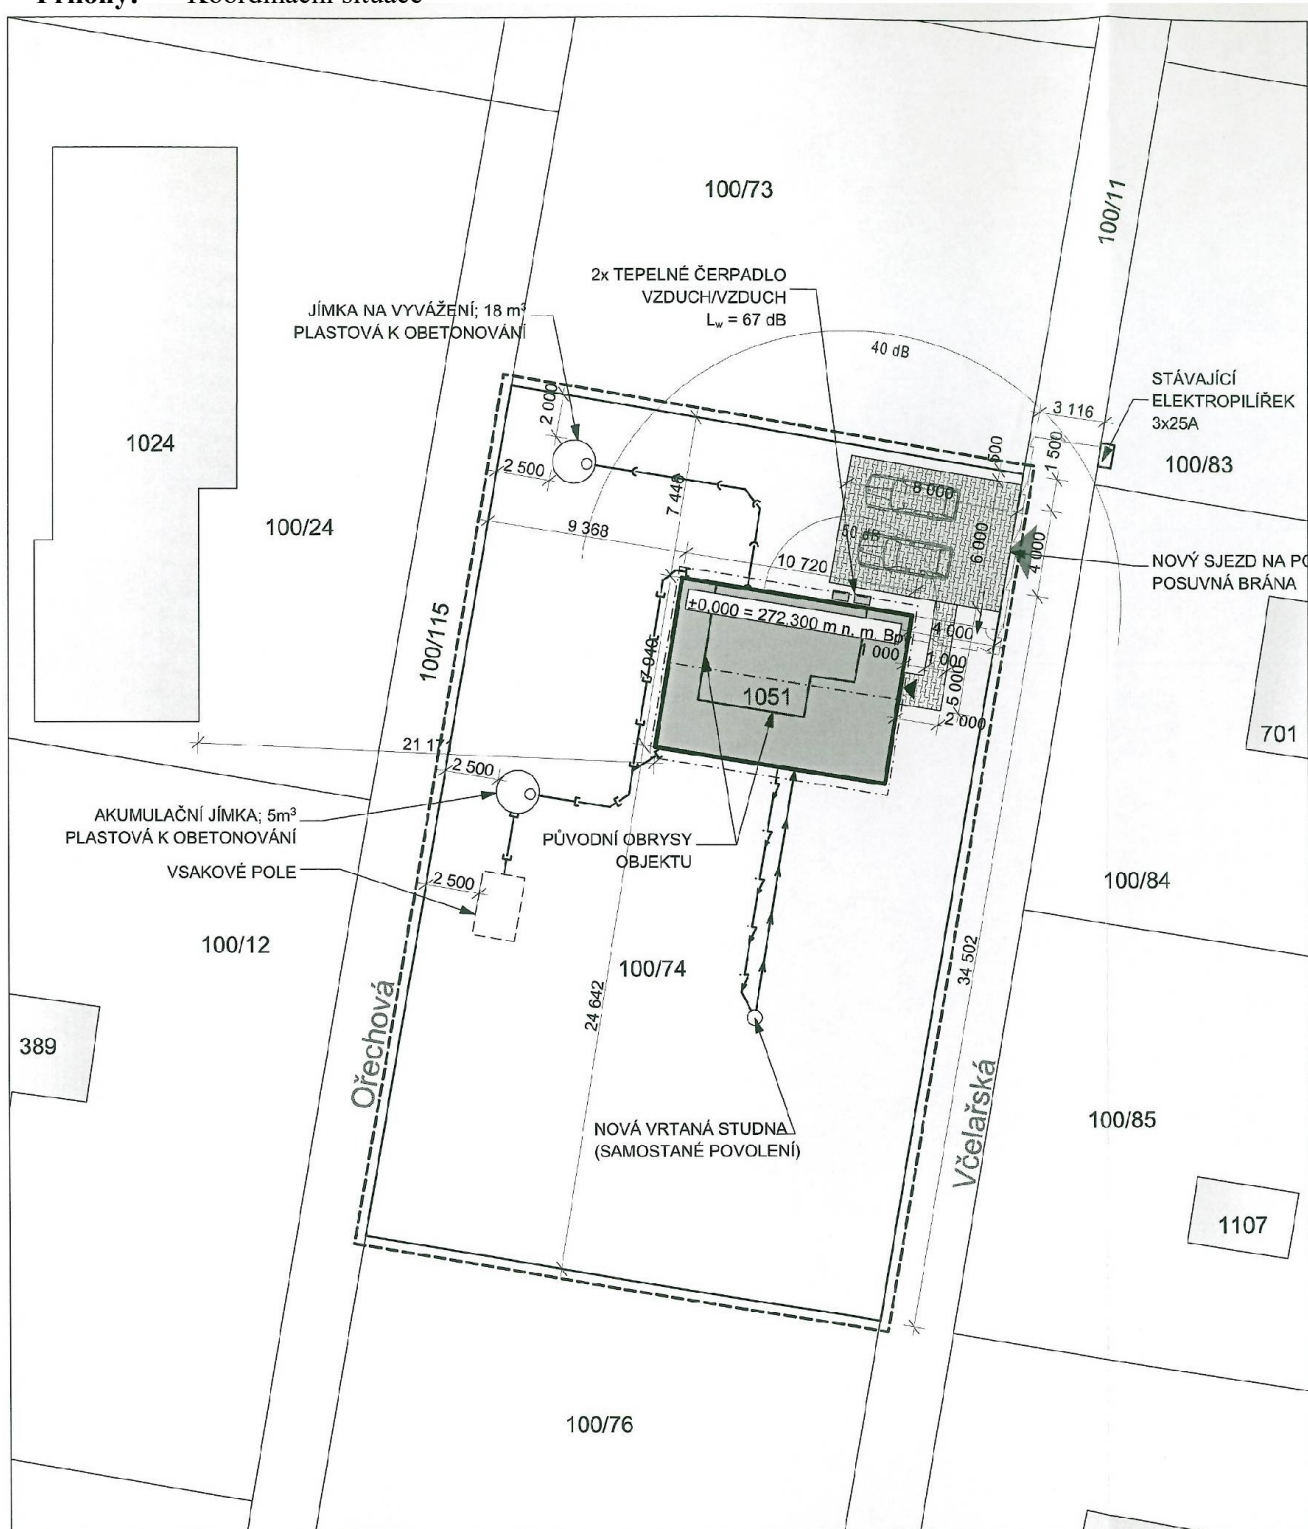 Přílohy: Koordinační situace
100/73
100/11
2x TEPELNÉ ČERPADLO
VZDUCH/VZDUCH
Lw = 67 dB
JÍMKA NA VYVÁŽENÍ; 18 m³
PLASTOVÁ K OBETONOVÁNÍ
40 dB
STÁVAJÍCÍ
ELEKTROPILÍŘEK
3x25A
3 116
2 000
1024
100/83
500
1 500
2 500
7 446
8 000
100/24
9 368
50 dB
6 000
4 000
10 720
NOVÝ SJEZD NA
POSUVNÁ BRÁNA
±0,000 = 272,300 m n. m. Bp
4 000
100/115
7 940
1 000
1 000
1051
5 000
2 000
701
21 17
2 500
AKUMULAČNÍ JÍMKA; 5m³
PLASTOVÁ K OBETONOVÁNÍ
PŮVODNÍ OBRYSY
OBJEKTU
VSAKOVÉ POLE
2 500
100/84
100/12
100/74
34 502
24 642
389
Ořechová
Včelařská
NOVÁ VRTANÁ STUDNA
(SAMOSTANÉ POVOLENÍ)
100/85
1107
100/76